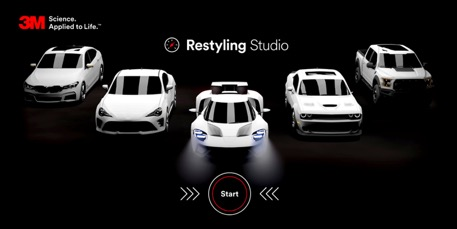 3M Science.
Applied to Life.™
Restyling Studio
Start